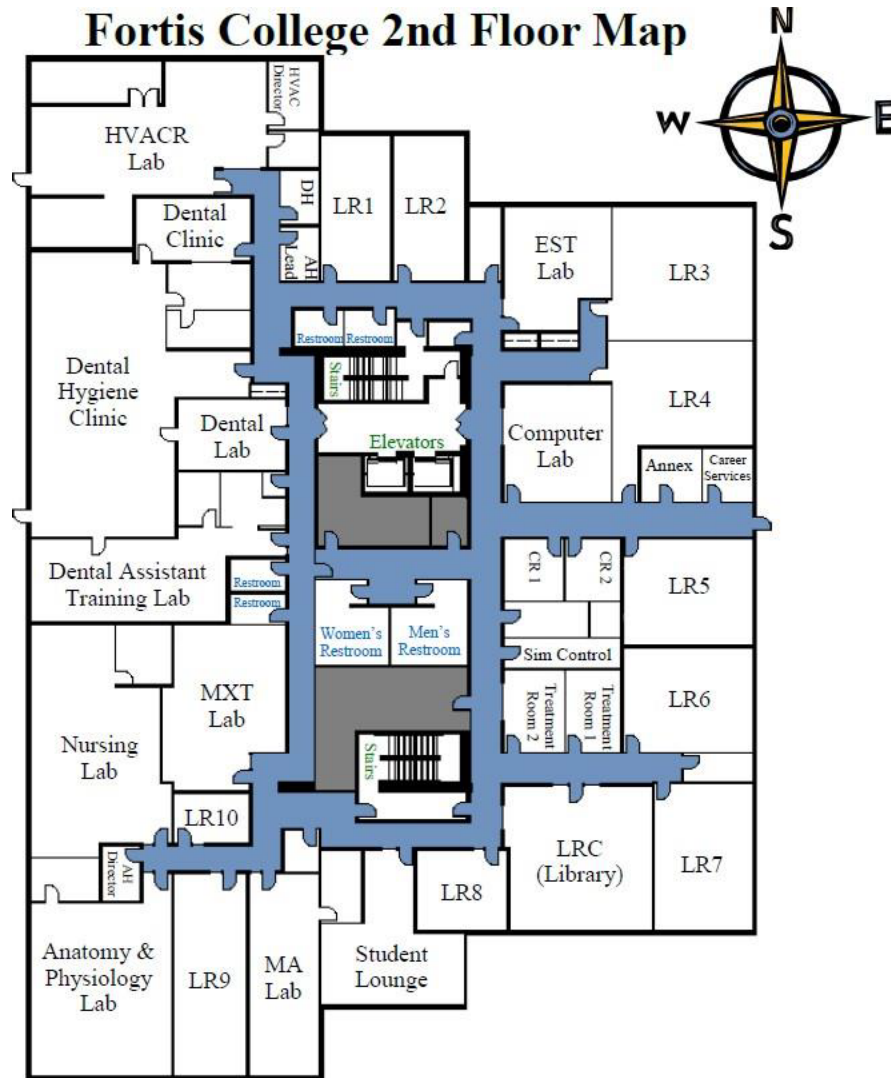 Fortis College 2nd Floor Map
N
W
E
S
HVAC
Director
HVACR
Lab
DH
LR1
LR2
Dental
Clinic
AH
Lead
EST
Lab
LR3
Restroom
Restroom
Stairs
Dental
Hygiene
Clinic
LR4
Dental
Lab
Elevators
Computer
Lab
Annex
Career
Services
CR 1
CR 2
LR5
Dental Assistant
Training Lab
Restroom
Restroom
Women's
Restroom
Men's
Restroom
Sim Control
MXT
Lab
Treatment
Room 2
Treatment
Room 1
LR6
Nursing
Lab
Stairs
LR10
AH
Director
LRC
(Library)
LR7
LR8
Anatomy &
Physiology
Lab
LR9
MA
Lab
Student
Lounge